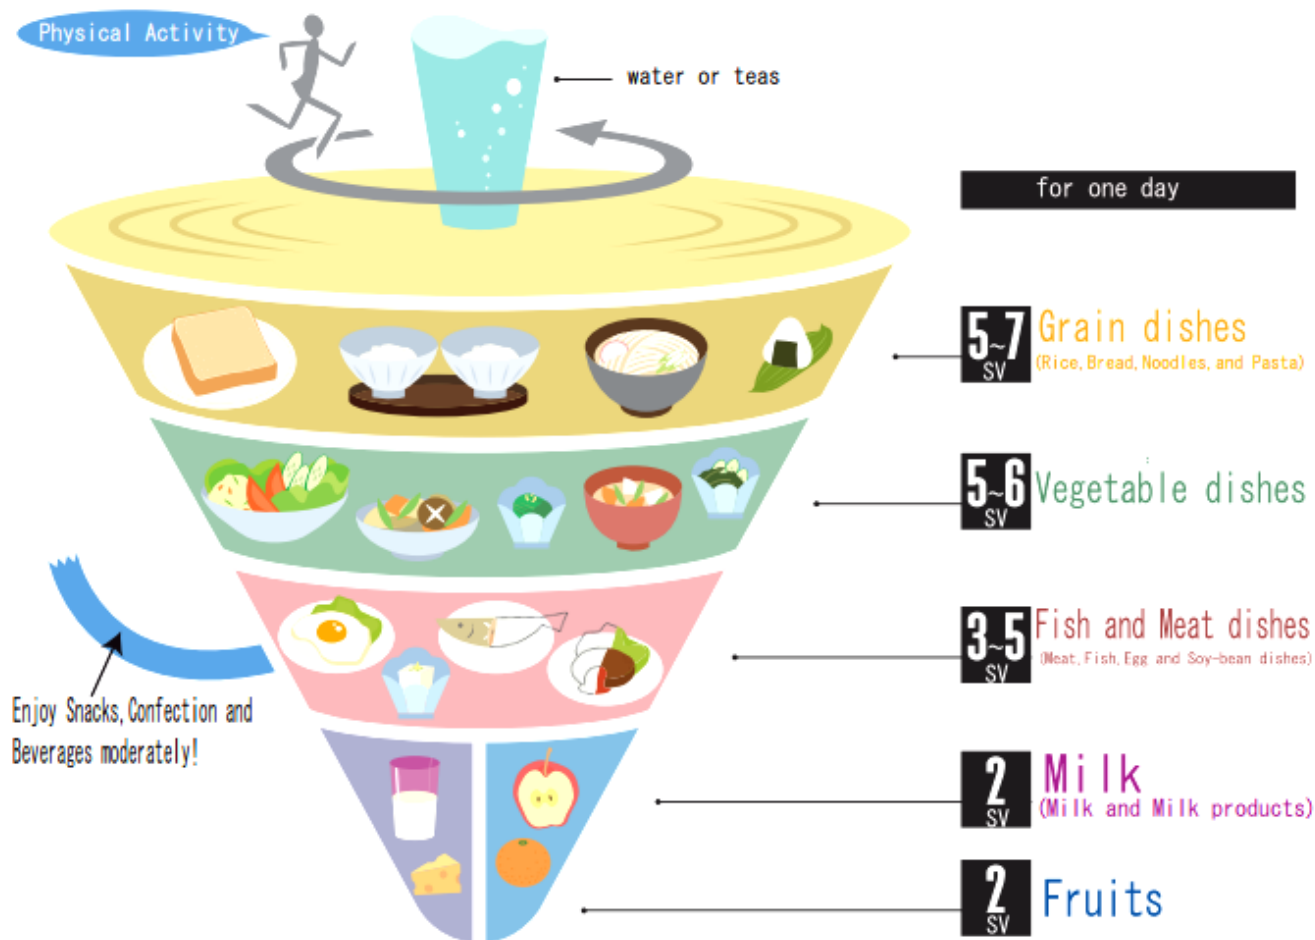 Physical Activity
water or teas
for one day
5~7
SV
Grain dishes
(Rice, Bread, Noodles, and Pasta)
5~6
SV
Vegetable dishes
3~5
SV
Fish and Meat dishes
(Meat, Fish, Egg and Soy-bean dishes)
Enjoy Snacks, Confection and
Beverages moderately!
2
SV
Milk
(Milk and Milk products)
2
SV
Fruits